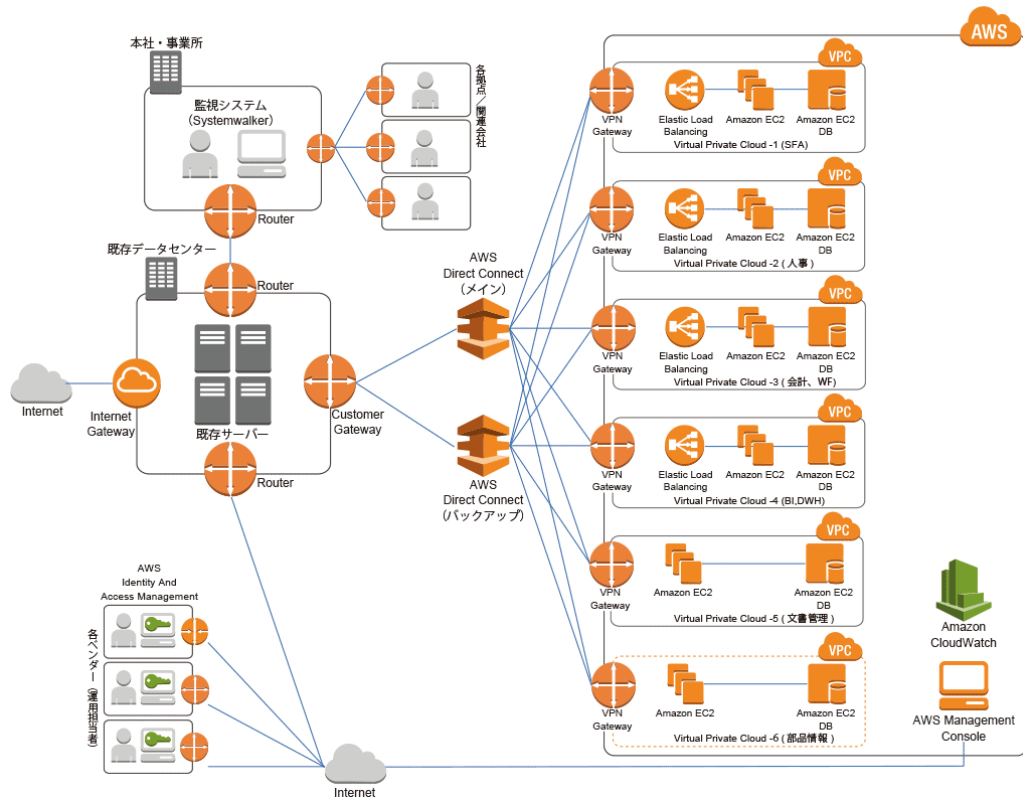 AWS
本社・事業所
監視システム
（Systemwalker）
各拠点／関連会社
Router
既存データセンター
Router
既存サーバー
Internet
Internet
Gateway
Customer
Gateway
Router
AWS
Direct Connect
（メイン）
AWS
Direct Connect
（バックアップ）
VPC
VPN
Gateway
Elastic Load
Balancing
Amazon EC2
Amazon EC2
DB
Virtual Private Cloud -1 (SFA)
VPC
VPN
Gateway
Elastic Load
Balancing
Amazon EC2
Amazon EC2
DB
Virtual Private Cloud -2 ( 人事 )
VPC
VPN
Gateway
Elastic Load
Balancing
Amazon EC2
Amazon EC2
DB
Virtual Private Cloud -3 ( 会計、WF)
VPC
VPN
Gateway
Elastic Load
Balancing
Amazon EC2
Amazon EC2
DB
Virtual Private Cloud -4 (BI,DWH)
VPC
VPN
Gateway
Amazon EC2
Amazon EC2
DB
Virtual Private Cloud -5 ( 文書管理 )
VPC
VPN
Gateway
Amazon EC2
Amazon EC2
DB
Virtual Private Cloud -6 ( 部品情報 )
Amazon
CloudWatch
AWS Management
Console
AWS
Identity And
Access Management
各ベンダー（運用担当者）
Internet